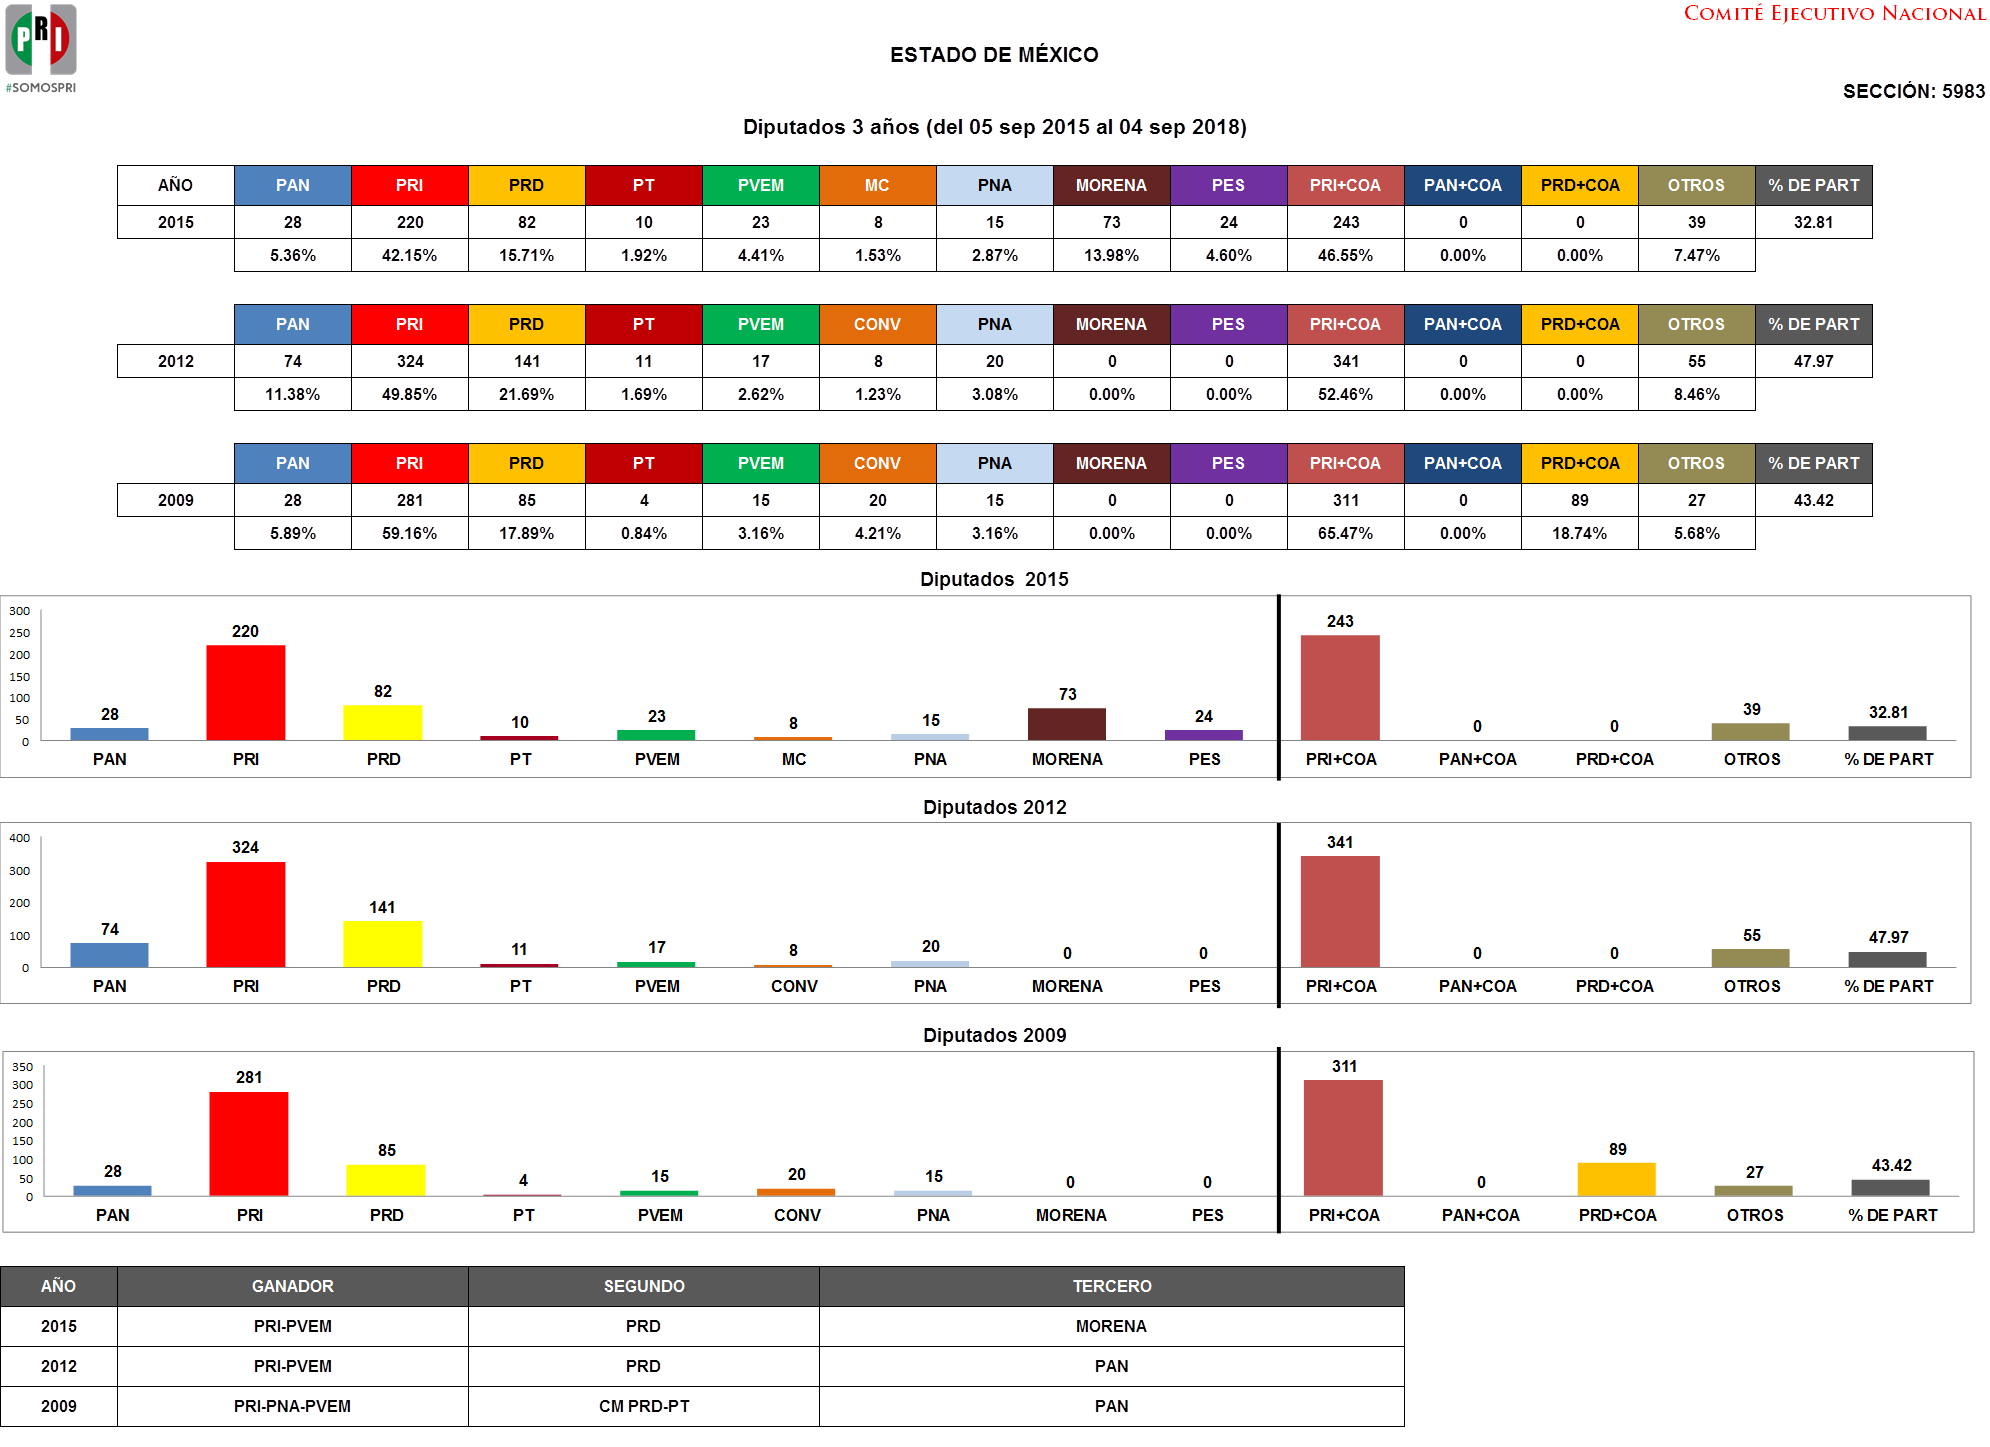 PRI
#SOMOSPRI
COMITÉ EJECUTIVO NACIONAL
ESTADO DE MÉXICO
SECCIÓN: 5983
Diputados 3 años (del 05 sep 2015 al 04 sep 2018)
AÑO PAN PRI PRD PT PVEM MC PNA MORENA PES PRI+COA PAN+COA PRD+COA OTROS % DE PART
2015 28 220 82 10 23 8 15 73 24 243 0 0 39 32.81
5.36% 42.15% 15.71% 1.92% 4.41% 1.53% 2.87% 13.98% 4.60% 46.55% 0.00% 0.00% 7.47%
PAN PRI PRD PT PVEM CONV PNA MORENA PES PRI+COA PAN+COA PRD+COA OTROS % DE PART
2012 74 324 141 11 17 8 20 0 0 341 0 0 55 47.97
11.38% 49.85% 21.69% 1.69% 2.62% 1.23% 3.08% 0.00% 0.00% 52.46% 0.00% 0.00% 8.46%
PAN PRI PRD PT PVEM CONV PNA MORENA PES PRI+COA PAN+COA PRD+COA OTROS % DE PART
2009 28 281 85 4 15 20 15 0 0 311 0 89 27 43.42
5.89% 59.16% 17.89% 0.84% 3.16% 4.21% 3.16% 0.00% 0.00% 65.47% 0.00% 18.74% 5.68%
Diputados 2015
300
250
200
150
100
50
0
28 220 82 10 23 8 15 73 24 243 0 0 39 32.81
PAN PRI PRD PT PVEM MC PNA MORENA PES PRI+COA PAN+COA PRD+COA OTROS % DE PART
Diputados 2012
400
300
200
100
0
74 324 141 11 17 8 20 0 0 341 0 0 55 47.97
PAN PRI PRD PT PVEM CONV PNA MORENA PES PRI+COA PAN+COA PRD+COA OTROS % DE PART
Diputados 2009
350
300
250
200
150
100
50
0
28 281 85 4 15 20 15 0 0 311 0 89 27 43.42
PAN PRI PRD PT PVEM CONV PNA MORENA PES PRI+COA PAN+COA PRD+COA OTROS % DE PART
AÑO GANADOR SEGUNDO TERCERO
2015 PRI-PVEM PRD MORENA
2012 PRI-PVEM PRD PAN
2009 PRI-PNA-PVEM CM PRD-PT PAN